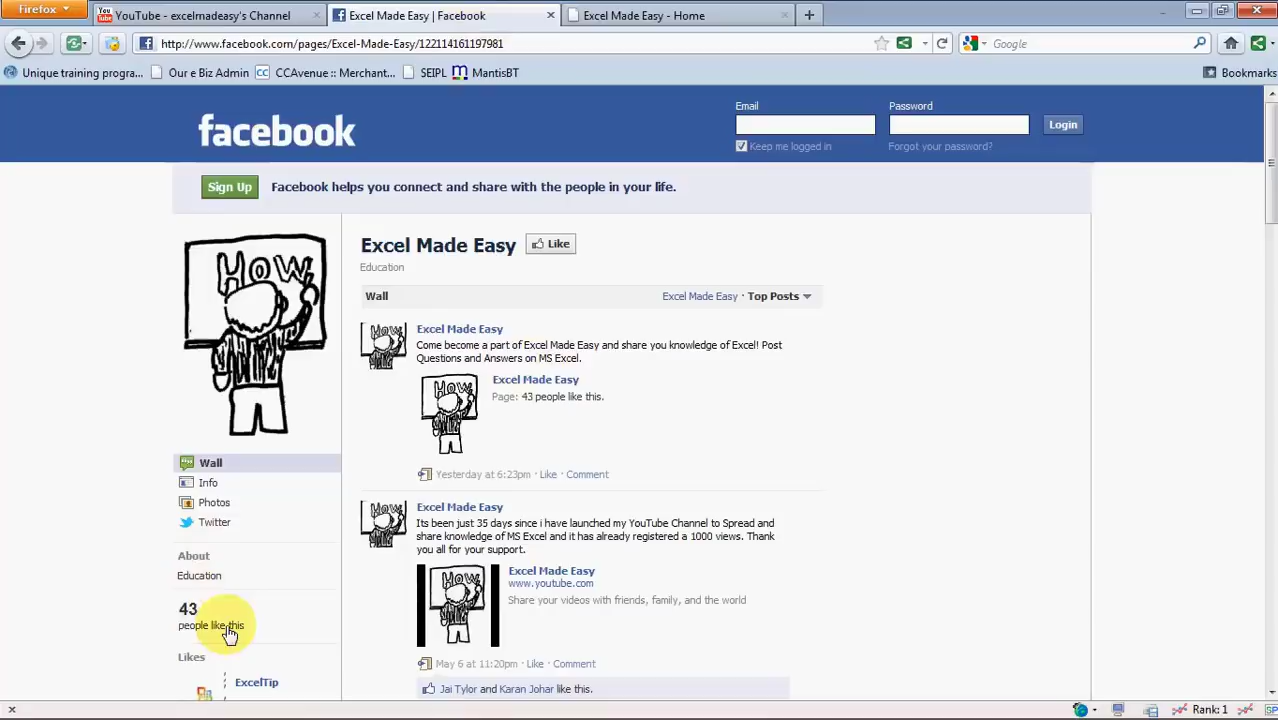 Firefox
YouTube - excelmadeasy's Channel
Excel Made Easy | Facebook
Excel Made Easy - Home
http://www.facebook.com/pages/Excel-Made-Easy/122114161197981
Google
Unique training progra...
Our e Biz Admin
CCAvenue :: Merchant...
SEIPL
MantisBT
Bookmarks
facebook
Email
Password
Login
Keep me logged in
Forgot your password?
Sign Up
Facebook helps you connect and share with the people in your life.
HOW
Excel Made Easy
Like
Education
Wall
Excel Made Easy · Top Posts
Excel Made Easy
Come become a part of Excel Made Easy and share you knowledge of Excel! Post
Questions and Answers on MS Excel.
HOW
Excel Made Easy
Page: 43 people like this.
Yesterday at 6:23pm · Like · Comment
Excel Made Easy
Its been just 35 days since i have launched my YouTube Channel to Spread and
share knowledge of MS Excel and it has already registered a 1000 views. Thank
you all for your support.
HOW
Excel Made Easy
www.youtube.com
Share your videos with friends, family, and the world
May 6 at 11:20pm · Like · Comment
Jai Tylor and Karan Johar like this.
Wall
Info
Photos
Twitter
About
Education
43
people like this
Likes
ExcelTip
Rank: 1